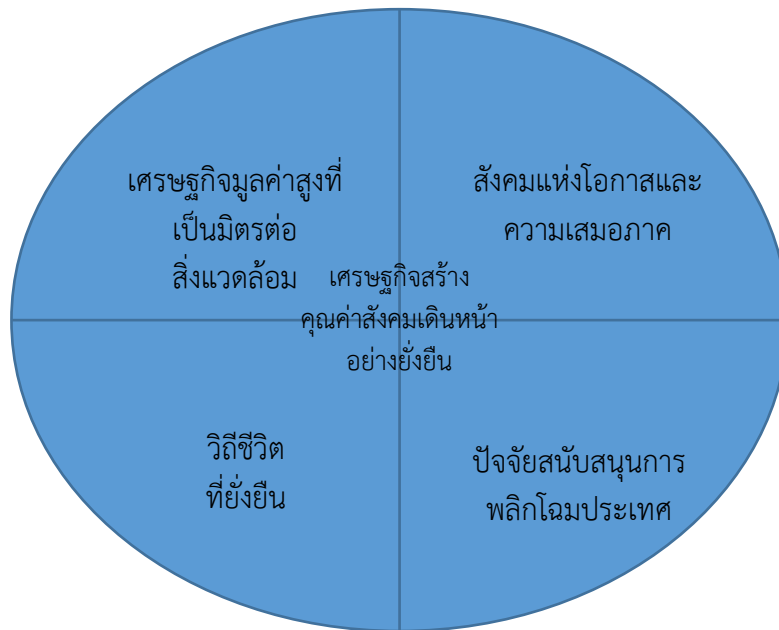 เศรษฐกิจมูลค่าสูงที่
เป็นมิตรต่อ
สิ่งแวดล้อม
สังคมแห่งโอกาสและ
ความเสมอภาค
เศรษฐกิจสร้าง
คุณค่าสังคมเดินหน้า
อย่างยั่งยืน
วิถีชีวิต
ที่ยั่งยืน
ปัจจัยสนับสนุนการ
พลิกโฉมประเทศ